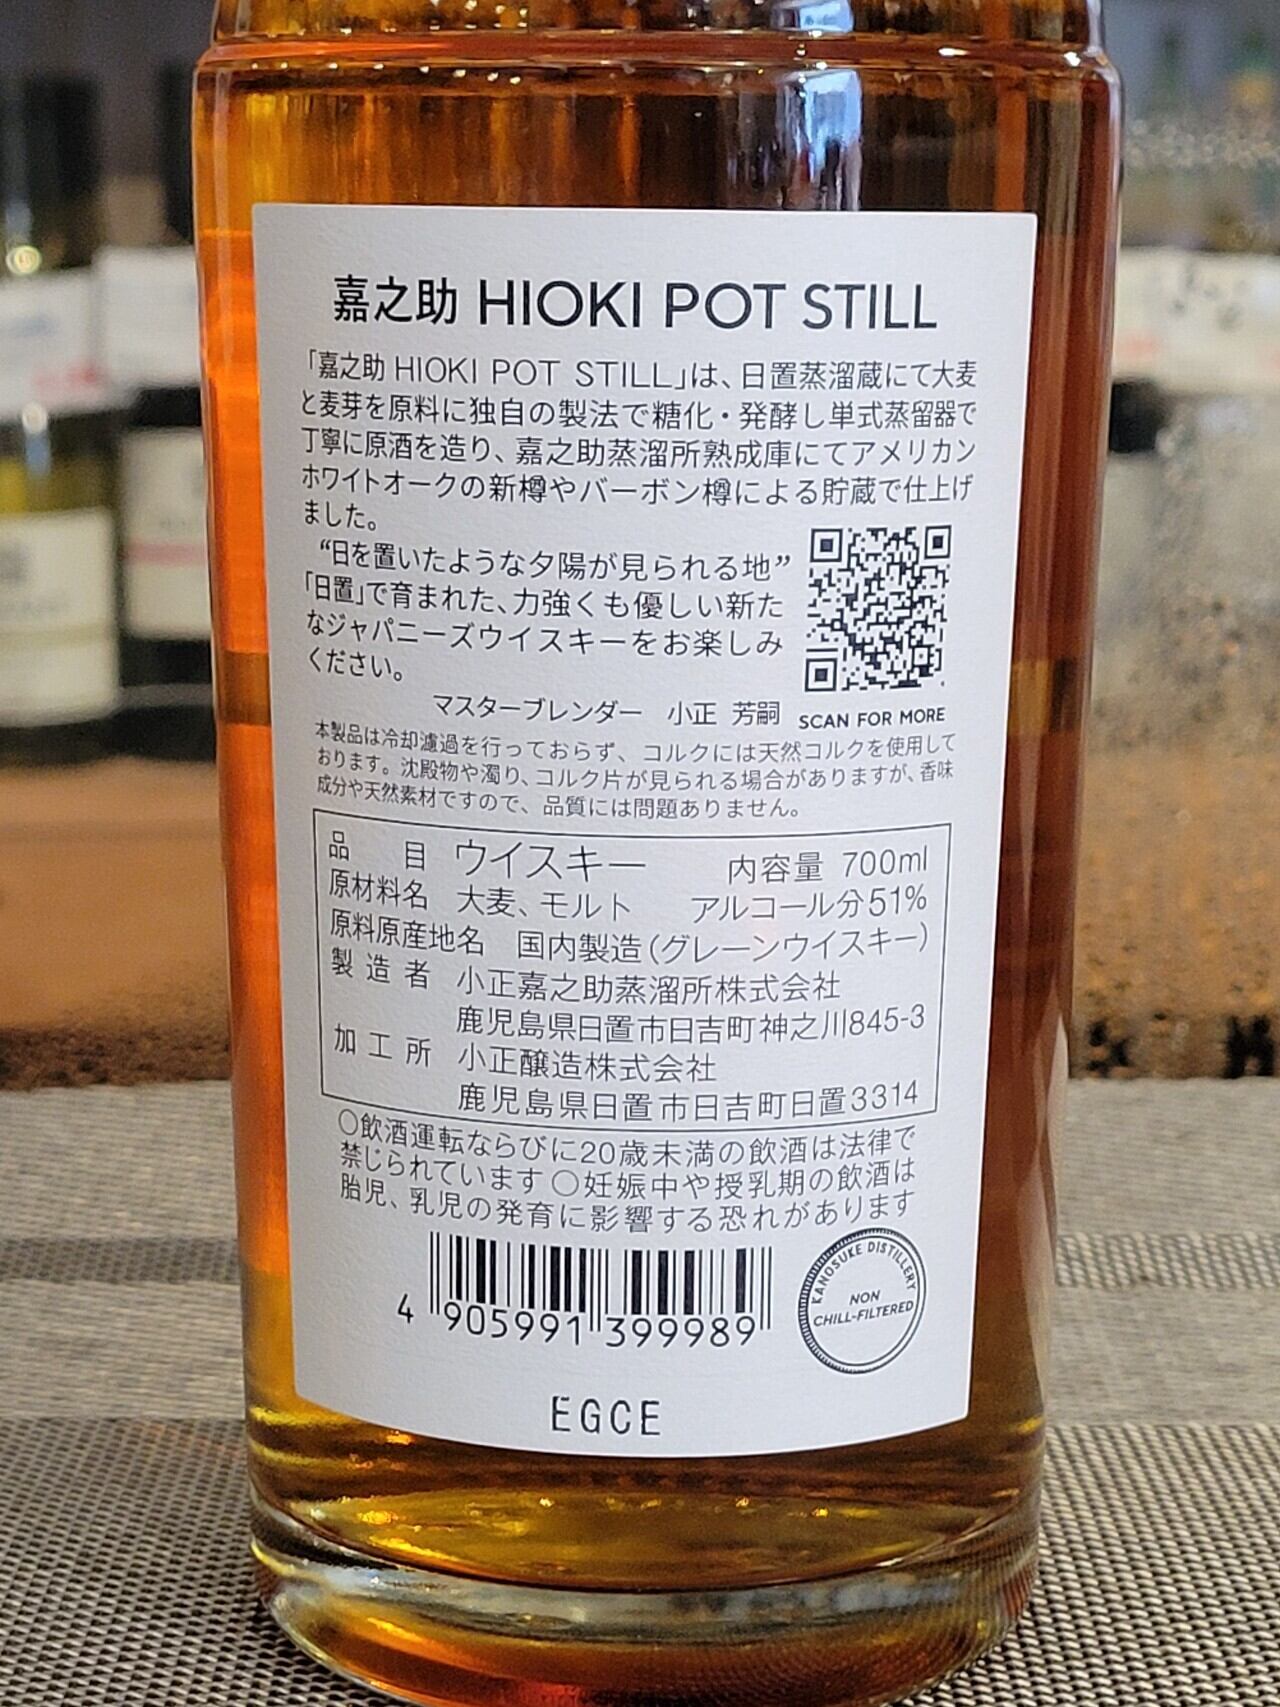 嘉之助 HIOKI POT STILL
「嘉之助 HIOKI POT STILL」は、日置蒸溜蔵にて大麦
と麦芽を原料に独自の製法で糖化・発酵し単式蒸留器で
丁寧に原酒を造り、嘉之助蒸溜所熟成庫にてアメリカン
ホワイトオークの新樽やバーボン樽による貯蔵で仕上げ
ました。
“日を置いたような夕陽が見られる地”
「日置」で育まれた、力強くも優しい新た
なジャパニーズウイスキーをお楽しみ
ください。
マスターブレンダー 小正 芳嗣
SCAN FOR MORE
本製品は冷却濾過を行っておらず、コルクには天然コルクを使用して
おります。沈殿物や濁り、コルク片が見られる場合がありますが、香味
成分や天然素材ですので、品質には問題ありません。
品目 ウイスキー 内容量 700ml
原材料名 大麦、モルト アルコール分51%
原料原産地名 国内製造(グレーンウイスキー)
製造者 小正嘉之助蒸溜所株式会社
鹿児島県日置市日吉町神之川845-3
加工所 小正醸造株式会社
鹿児島県日置市日吉町日置3314
○飲酒運転ならびに20歳未満の飲酒は法律で
禁じられています ○妊娠中や授乳期の飲酒は
胎児、乳児の発育に影響する恐れがあります
4 905991 399989
KANOSUKE DISTILLERY
NON
CHILL-FILTERED
EGCE